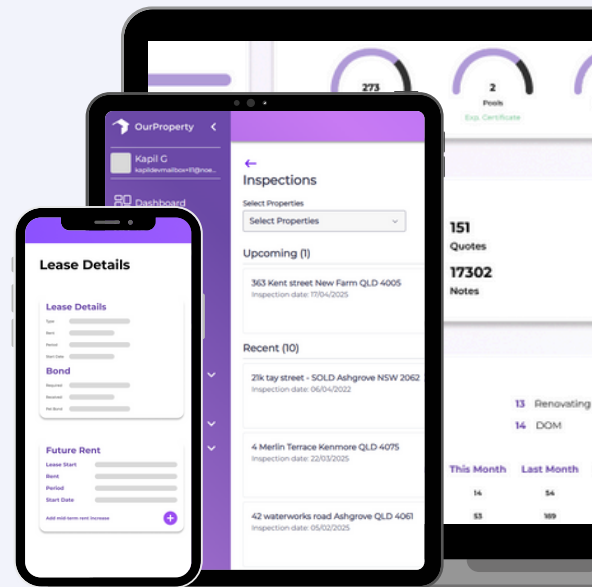 273
2
Pools
Exp. Certificate
OurProperty
Kapil G
kapildevmailbox+11@noe...
Dashboard
Inspections
Select Properties
Select Properties
Upcoming (1)
363 Kent street New Farm QLD 4005
Inspection date: 17/04/2025
Recent (10)
21k tay street - SOLD Ashgrove NSW 2062
Inspection date: 06/04/2022
4 Merlin Terrace Kenmore QLD 4075
Inspection date: 22/03/2025
42 waterworks road Ashgrove QLD 4061
Inspection date: 05/02/2025
151
Quotes
17302
Notes
13 Renovating
14 DOM
This Month Last Month
14 54
53 169
Lease Details
Lease Details
Type
Rent
Period
Start Date
Bond
Required
Received
Pet Bond
Future Rent
Lease Start
Rent
Period
Start Date
Add mid-term rent increase